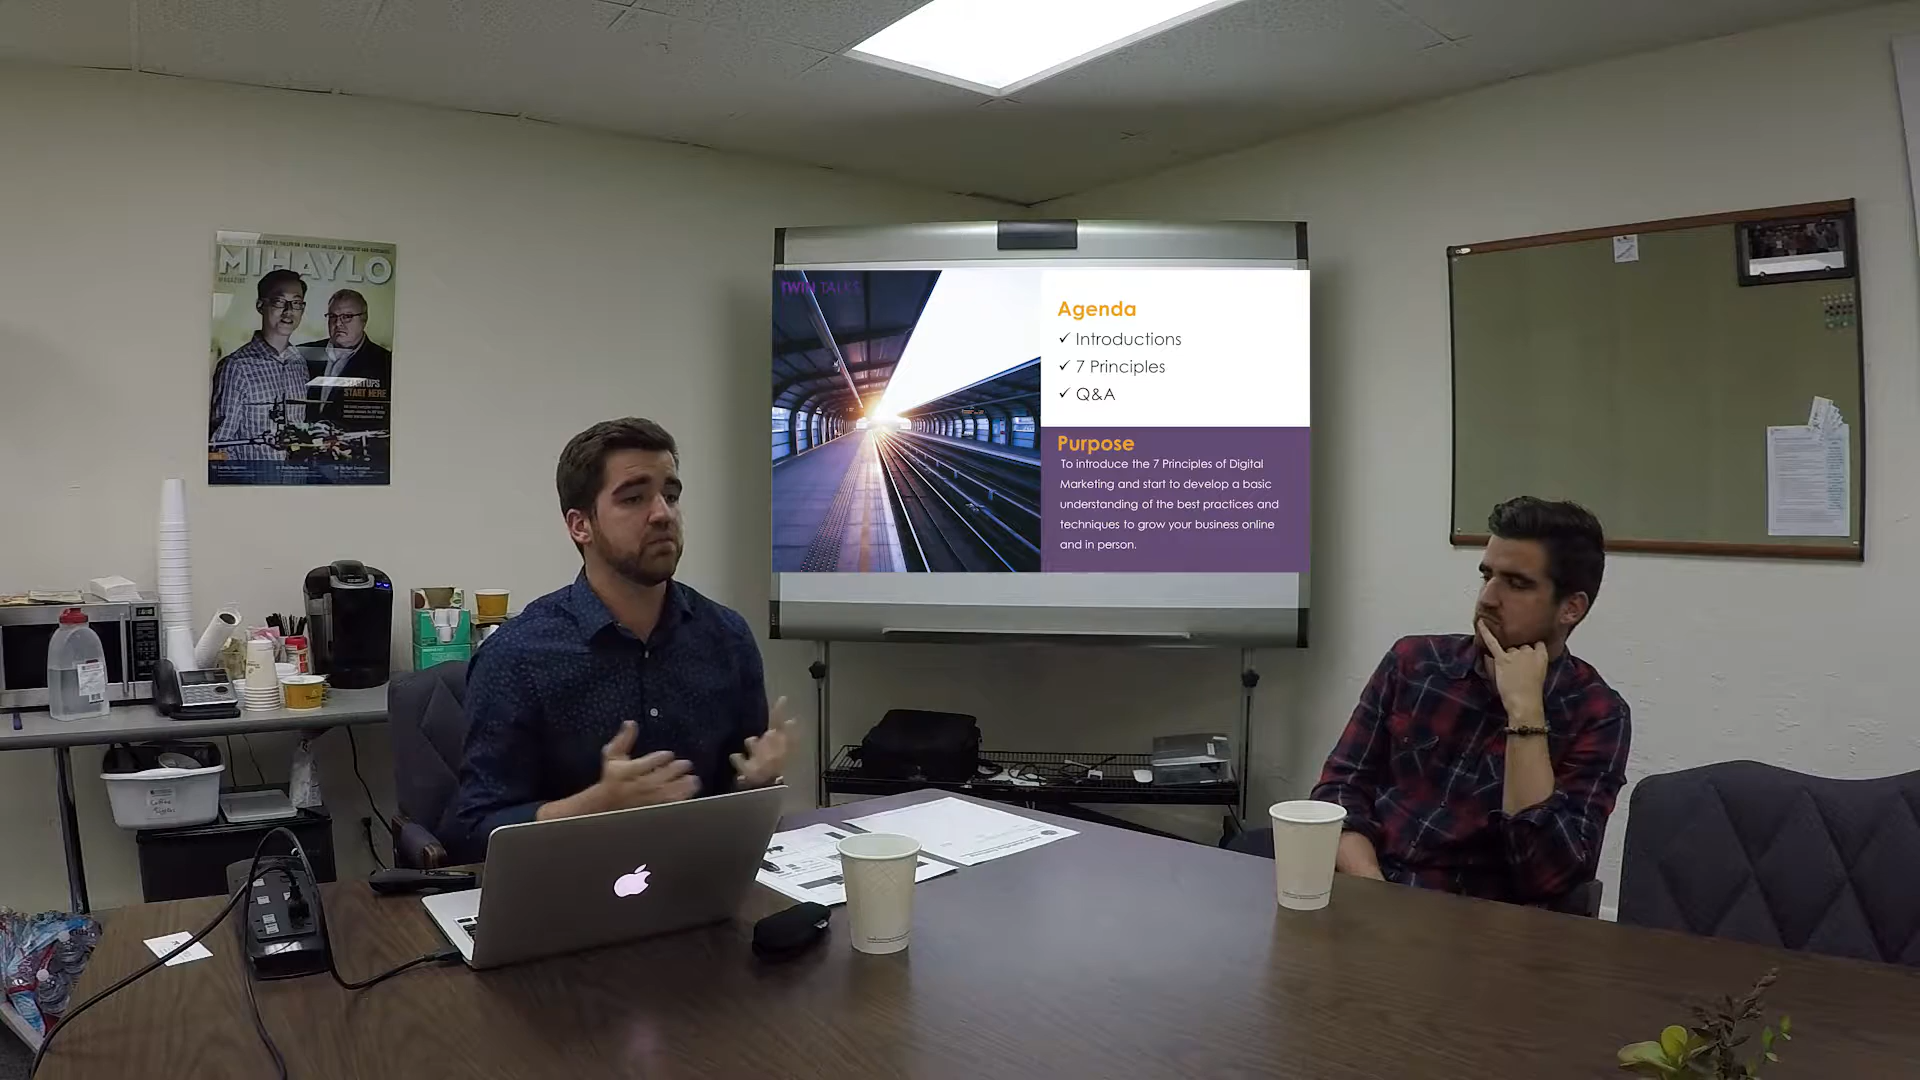 MIHAYLO
MAGAZINE
STARTUPS
START HERE
TWIN TALKS
Agenda
✓ Introductions
✓ 7 Principles
✓ Q&A
Purpose
To introduce the 7 Principles of Digital
Marketing and start to develop a basic
understanding of the best practices and
techniques to grow your business online
and in person.